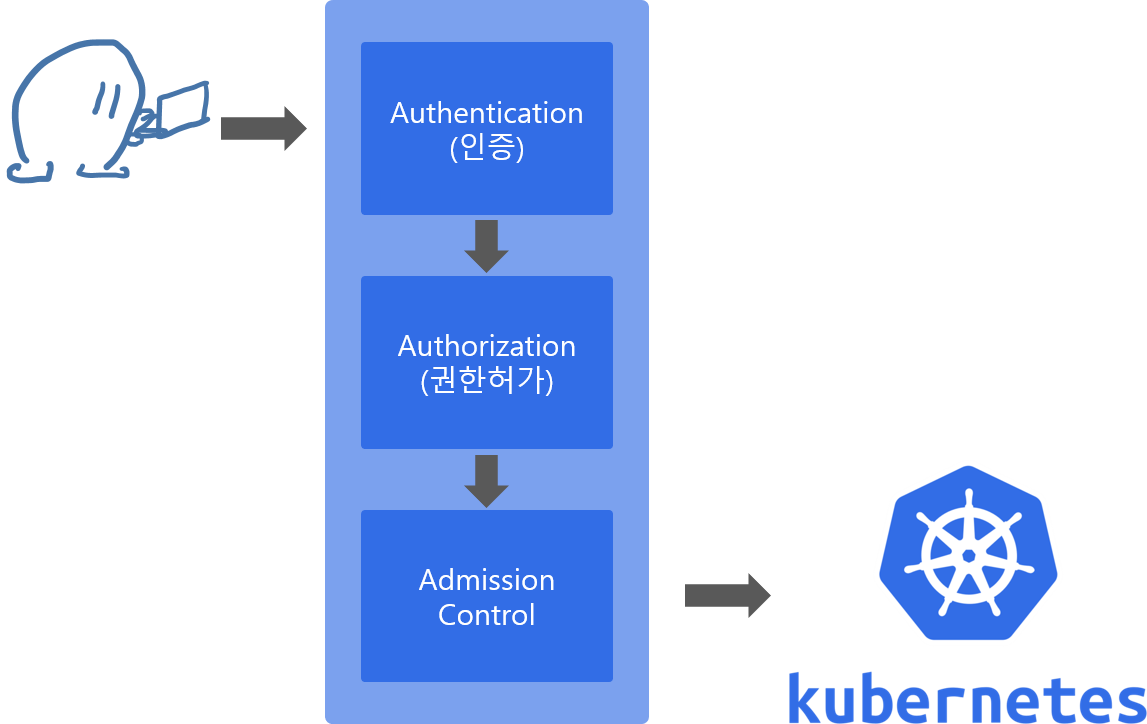 Authentication
(인증)
Authorization
(권한허가)
Admission
Control
kubernetes